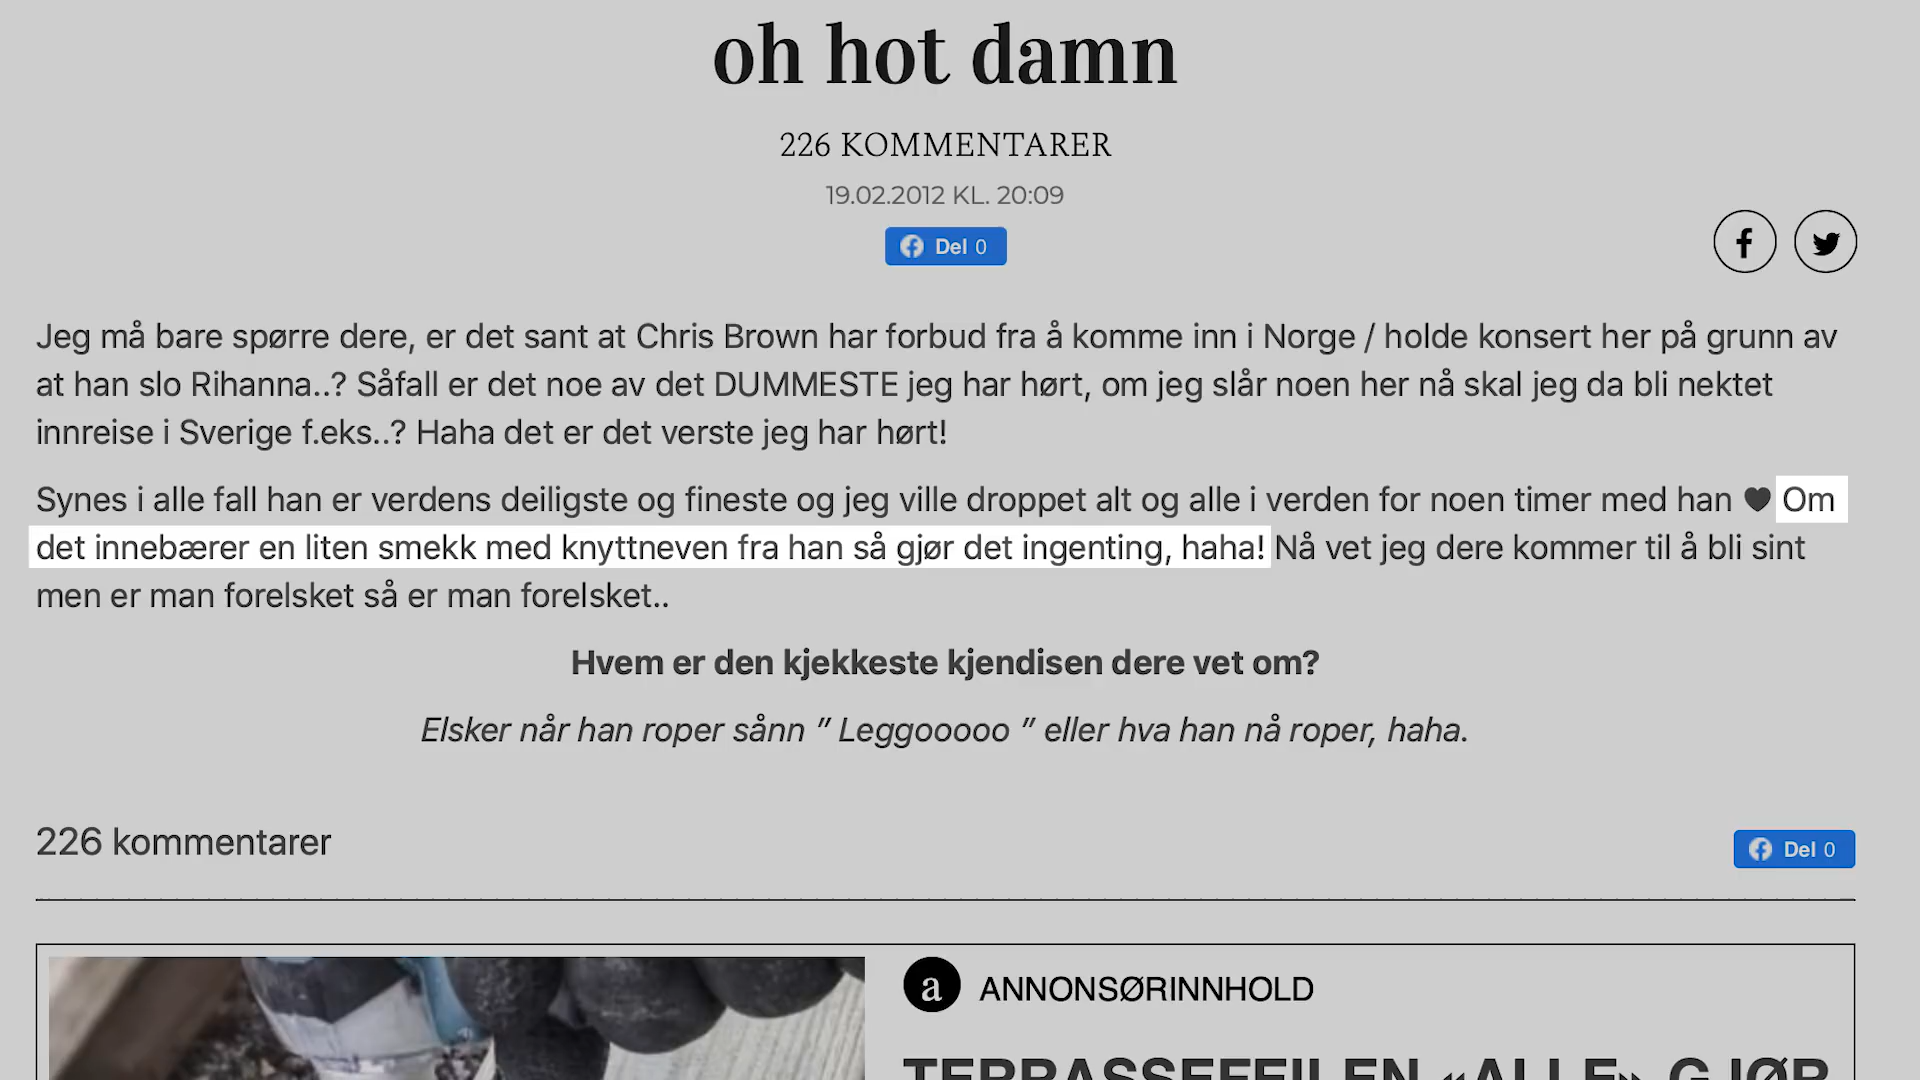 oh hot damn
226 KOMMENTARER
19.02.2012 KL. 20:09
Del 0
Jeg må bare spørre dere, er det sant at Chris Brown har forbud fra å komme inn i Norge / holde konsert her på grunn av
at han slo Rihanna..? Såfall er det noe av det DUMMESTE jeg har hørt, om jeg slår noen her nå skal jeg da bli nektet
innreise i Sverige f.eks..? Haha det er det verste jeg har hørt!
Synes i alle fall han er verdens deiligste og fineste og jeg ville droppet alt og alle i verden for noen timer med han ♥ Om
det innebærer en liten smekk med knyttneven fra han så gjør det ingenting, haha! Nå vet jeg dere kommer til å bli sint
men er man forelsket så er man forelsket..
Hvem er den kjekkeste kjendisen dere vet om?
Elsker når han roper sånn ” Leggooooo ” eller hva han nå roper, haha.
226 kommentarer
Del 0
a ANNONSØRINNHOLD
TERRASSEFEILEN «ALLE» GJØR